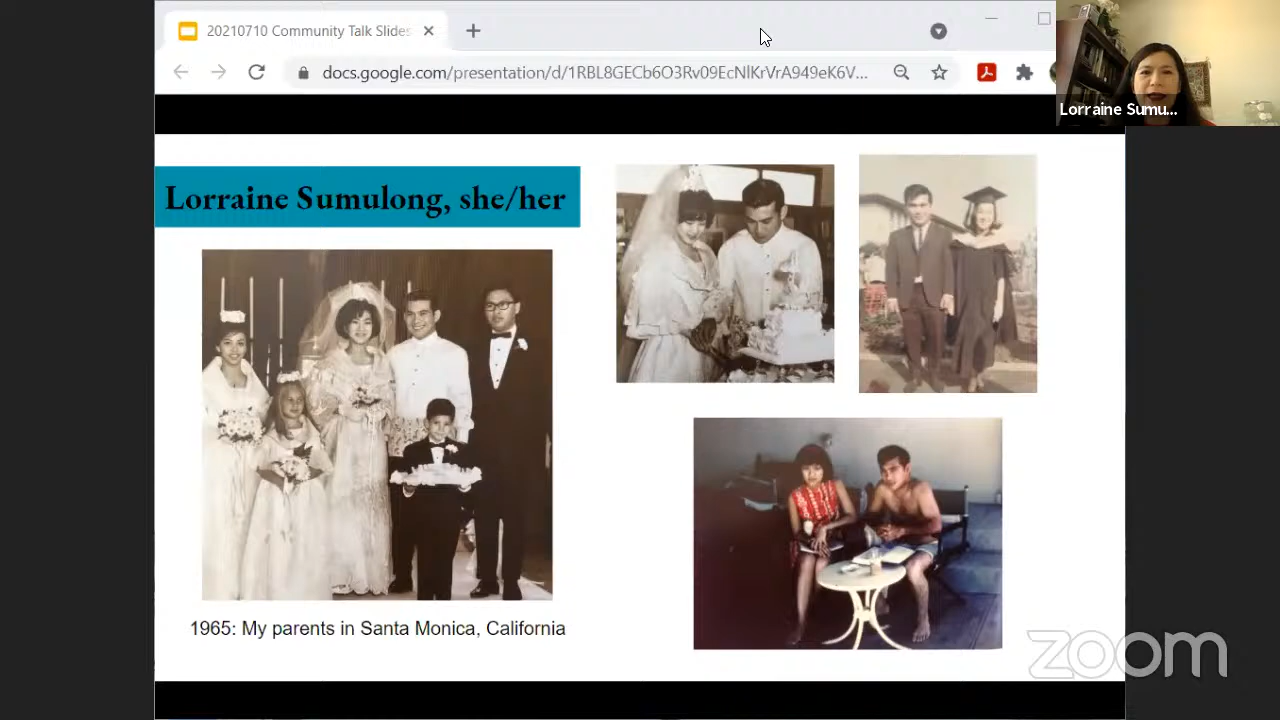 20210710 Community Talk Slides
docs.google.com/presentation/d/1RBL8GECb6O3Rv09EcNlKrVrA949eK6V...
Lorraine Sumu...
Lorraine Sumulong, she/her
1965: My parents in Santa Monica, California
zoom